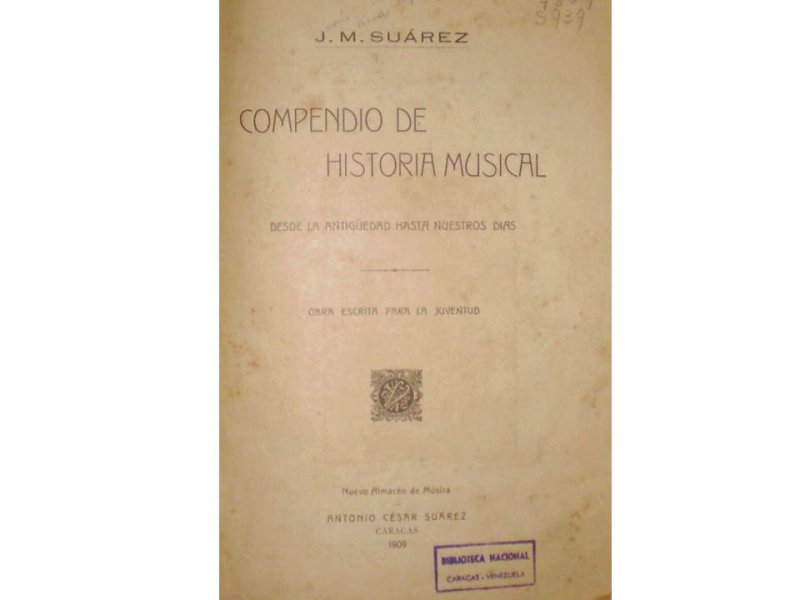 S939
J. M. SUÁREZ
COMPENDIO DE
HISTORIA MUSICAL
DESDE LA ANTIGÜEDAD HASTA NUESTROS DIAS
OBRA ESCRITA PARA LA JUVENTUD
Nuevo Almacén de Música
ANTONIO CÉSAR SUÁREZ
CARACAS
1909
BIBLIOTECA NACIONAL
CARACAS - VENEZUELA